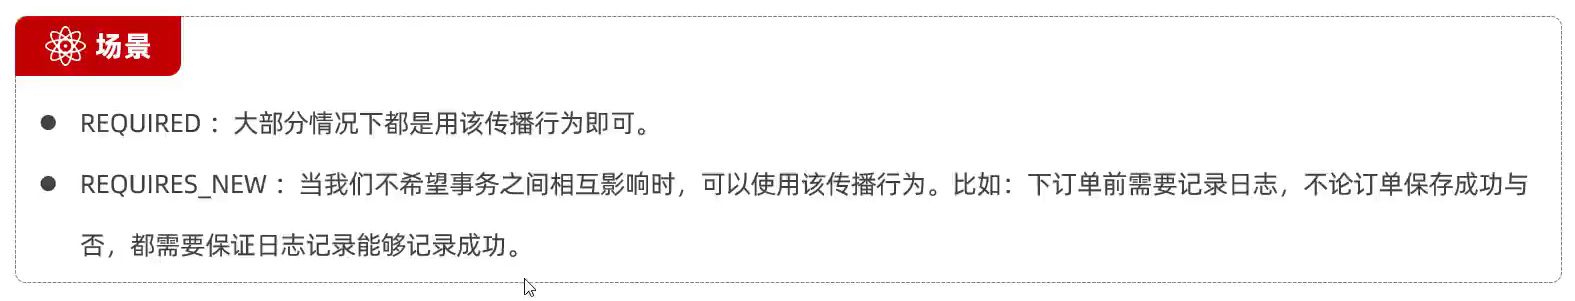 场景
● REQUIRED ：大部分情况下都是用该传播行为即可。
● REQUIRES_NEW ：当我们不希望事务之间相互影响时，可以使用该传播行为。比如：下订单前需要记录日志，不论订单保存成功与
否，都需要保证日志记录能够记录成功。